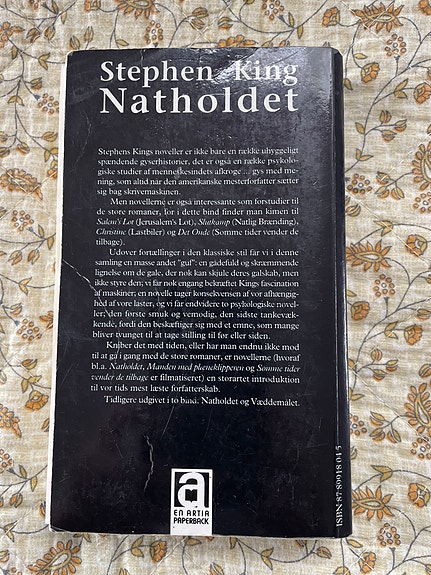 Stephen King
Natholdet
Stephens Kings noveller er ikke bare en række uhyggeligt
spændende gyserhistorier, det er også en række psykolo-
giske studier af menneskesindets afkroge ... gys med me-
ning, som altid når den amerikanske mesterforfatter sætter
sig bag skrivemaskinen.
Men novellerne er også interessante som forstudier til
de store romaner, for i dette bind finder man kimen til
Salem's Lot (Jerusalem's Lot), Slutkamp (Natlig Brænding),
Christine (Lastbiler) og Det Onde (Somme tider vender de
tilbage).
Udover fortællinger i den klassiske stil får vi i denne
samling en masse andet "guf": en gådefuld og skræmmende
lignelse om de gale, der nok kan skjule deres galskab, men
ikke styre den; vi får nok engang bekræftet Kings fascination
af maskiner; en novelle tager konsekvensen af vor afhængig-
hed af vore laster, og vi får endvidere to psykologiske novel-
ler; den første smuk og vemodig, den sidste tankevæk-
kende, fordi den beskæftiger sig med et emne, som mange
bliver tvunget til at tage stilling til før eller siden.
Kniber det med tiden, eller har man endnu ikke mod
til at gå i gang med de store romaner, er novellerne (hvoraf
bl.a. Natholdet, Manden med plæneklipperen og Somme tider
vender de tilbage er filmatiseret) en storartet introduktion
til vor tids mest læste forfatterskab.
Tidligere udgivet i to bind: Natholdet og Væddemålet.
a
EN ARTIA
PAPERBACK
ISBN 87 89918 04 5